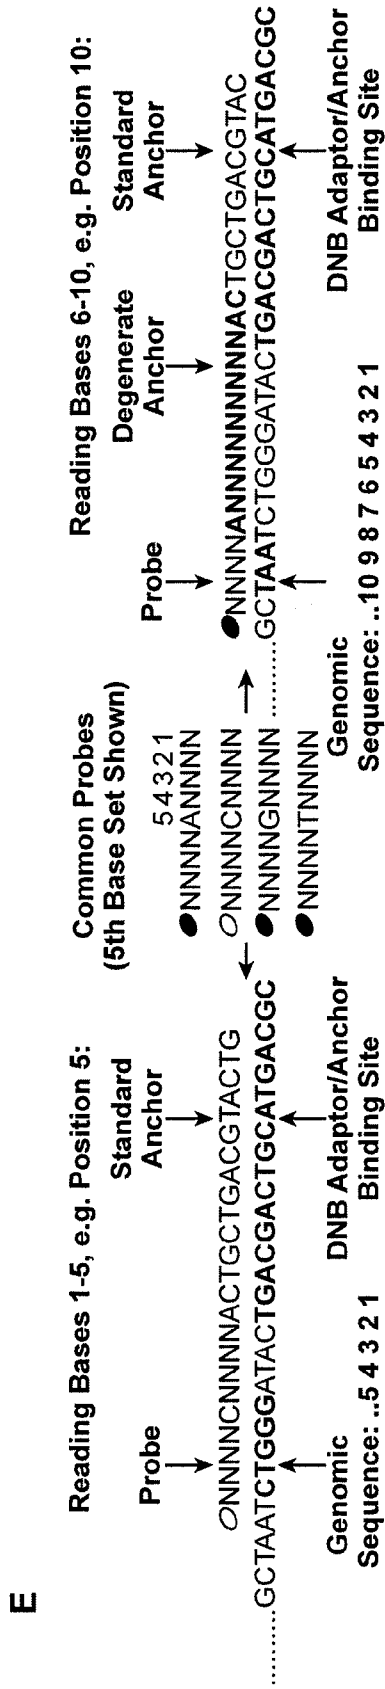 E
Reading Bases 1-5, e.g. Position 5:
Probe
Standard
Anchor
NNNNCNNNNACTGCTGACGTACTG
..........GCTAATCTGGGATACTGACGACTGCATGACGC
Genomic
Sequence: ..5 4 3 2 1
DNB Adaptor/Anchor
Binding Site
Common Probes
(5th Base Set Shown)
5 4 3 2 1
NNNNANNNN
NNNNCNNNN
NNNNGNNNN
NNNNTNNNN
Reading Bases 6-10, e.g. Position 10:
Probe
Degenerate
Anchor
Standard
Anchor
NNNNANNNNNNNNNACTGCTGACGTAC
..........GCTAATCTGGGATACTGACGACTGCATGACGC
Genomic
Sequence: ..10 9 8 7 6 5 4 3 2 1
DNB Adaptor/Anchor
Binding Site